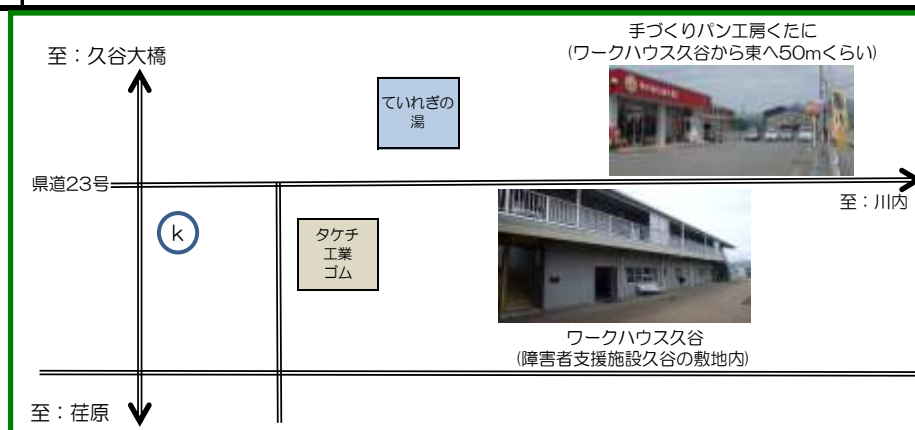 手づくりパン工房くたに
(ワークハウス久谷から東へ50mくらい)
至：久谷大橋
ていれぎの
湯
県道23号
至：川内
k
タケチ
工業
ゴム
ワークハウス久谷
(障害者支援施設久谷の敷地内)
至：荏原